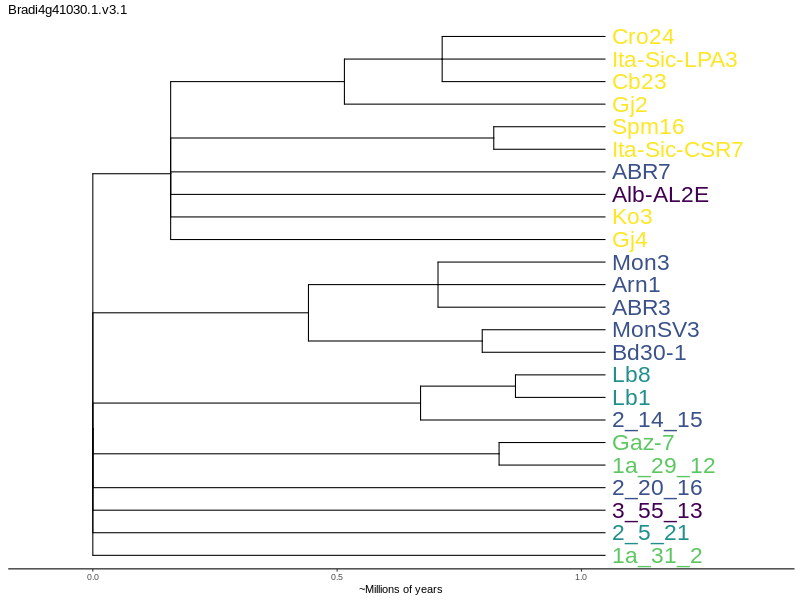 Bradi4g41030.1.v3.1
Cro24
Ita-Sic-LPA3
Cb23
Gj2
Spm16
Ita-Sic-CSR7
ABR7
Alb-AL2E
Ko3
Gj4
Mon3
Arn1
ABR3
MonSV3
Bd30-1
Lb8
Lb1
2_14_15
Gaz-7
1a_29_12
2_20_16
3_55_13
2_5_21
1a_31_2
0.0 0.5 1.0
~Millions of years